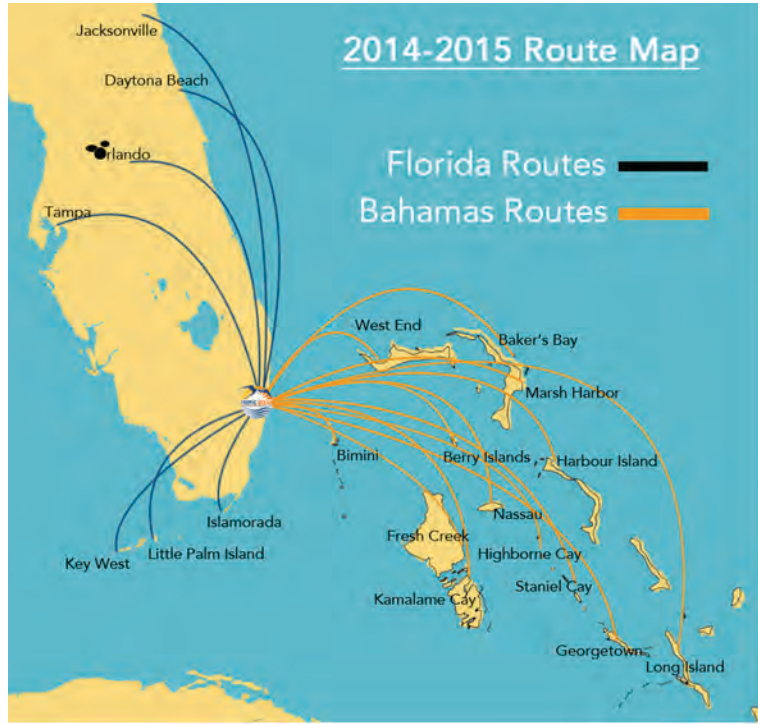 Jacksonville
2014-2015 Route Map
Daytona Beach
Orlando
Florida Routes
Bahamas Routes
Tampa
West End
Baker's Bay
Marsh Harbor
Bimini
Berry Islands
Harbour Island
Islamorada
Nassau
Fresh Creek
Key West
Little Palm Island
Highborne Cay
Staniel Cay
Kamalame Cay
Georgetown
Long Island